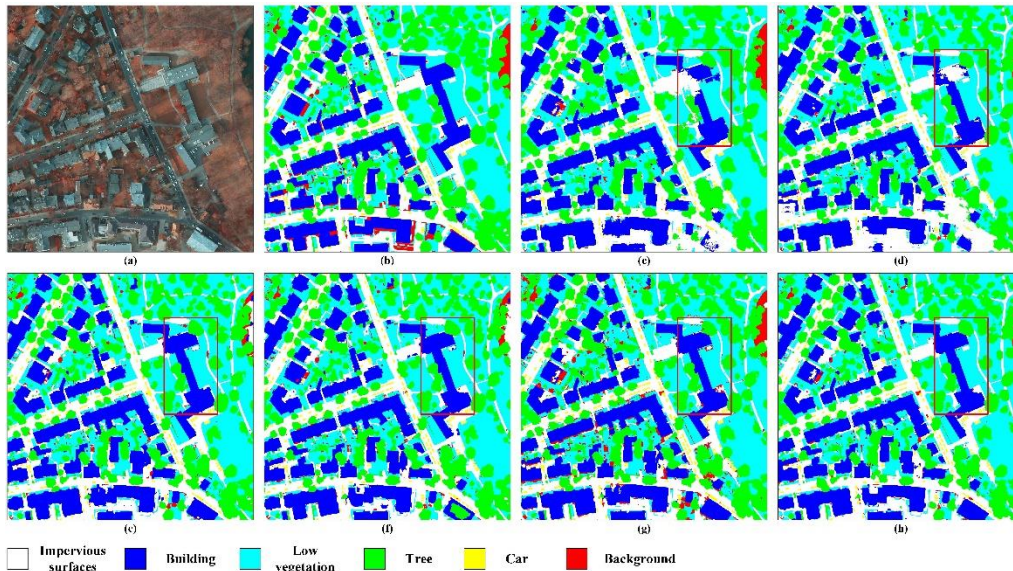 (a)
(b)
(c)
(d)
(e)
(f)
(g)
(h)
Impervious
surfaces
Building
Low
vegetation
Tree
Car
Background